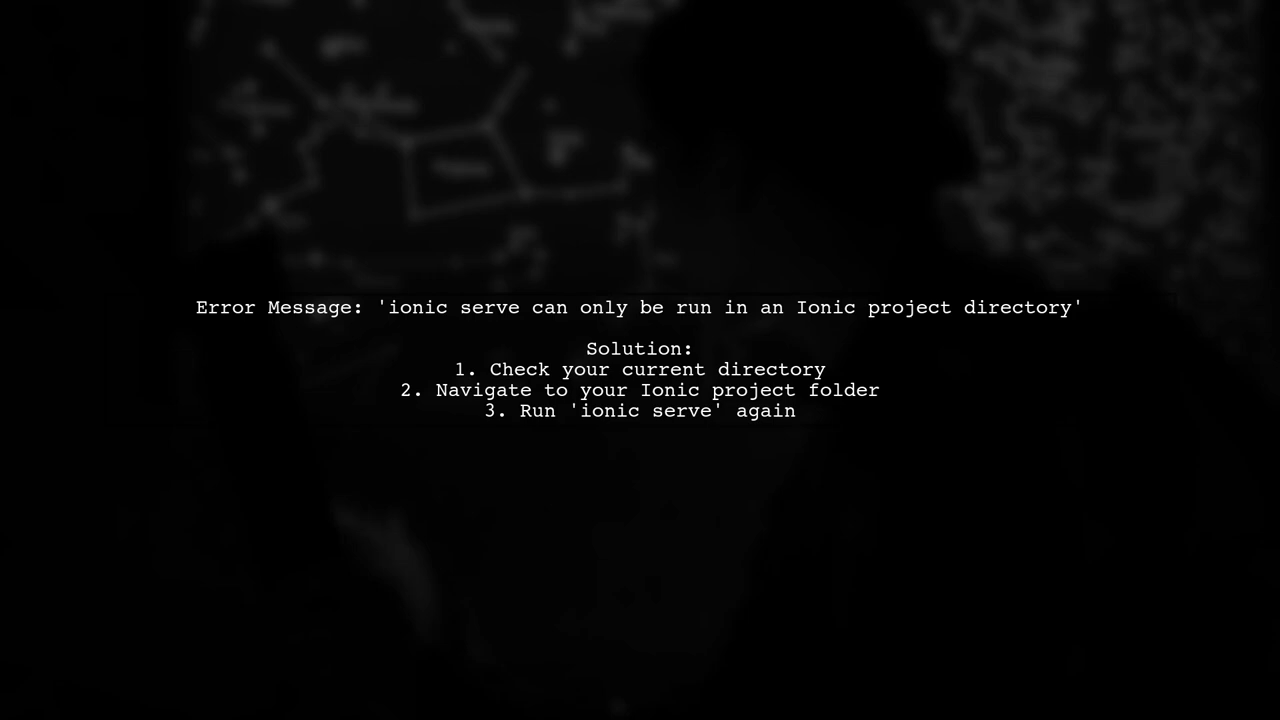 Error Message: 'ionic serve can only be run in an Ionic project directory'
Solution:
1. Check your current directory
2. Navigate to your Ionic project folder
3. Run 'ionic serve' again